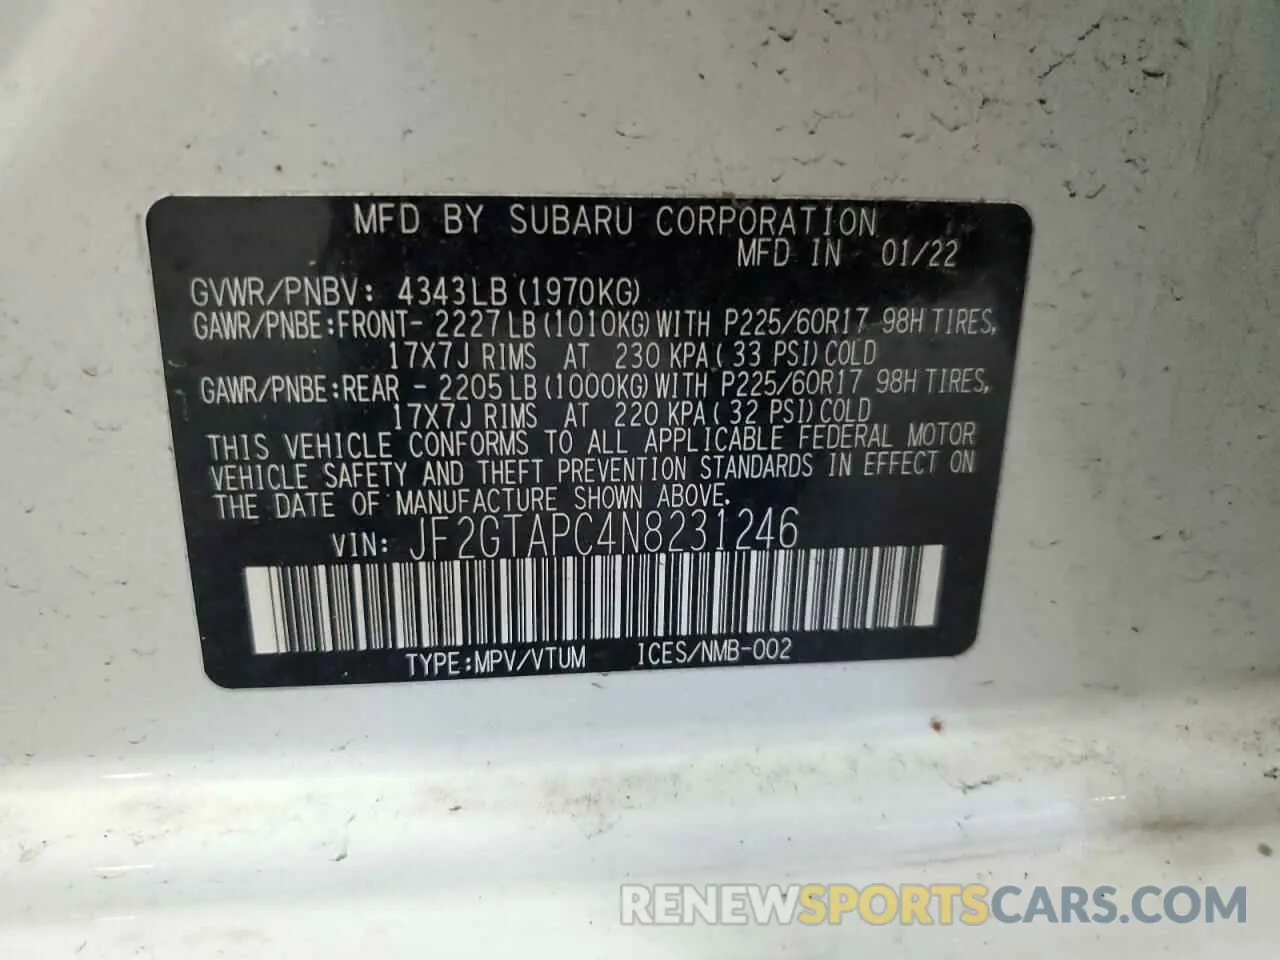 MFD BY SUBARU CORPORATION
MFD IN 01/22
GVWR/PNBV: 4343LB(1970KG)
GAWR/PNBE:FRONT- 2227LB(1010KG)WITH P225/60R17 98H TIRES,
17X7J RIMS AT 230 KPA( 33 PSI)COLD
GAWR/PNBE:REAR - 2205LB(1000KG)WITH P225/60R17 98H TIRES,
17X7J RIMS AT 220 KPA( 32 PSI)COLD
THIS VEHICLE CONFORMS TO ALL APPLICABLE FEDERAL MOTOR
VEHICLE SAFETY AND THEFT PREVENTION STANDARDS IN EFFECT ON
THE DATE OF MANUFACTURE SHOWN ABOVE.
VIN: JF2GTAPC4N8231246
TYPE:MPV/VTUM ICES/NMB-002
RENEWSPORTSCARS.COM